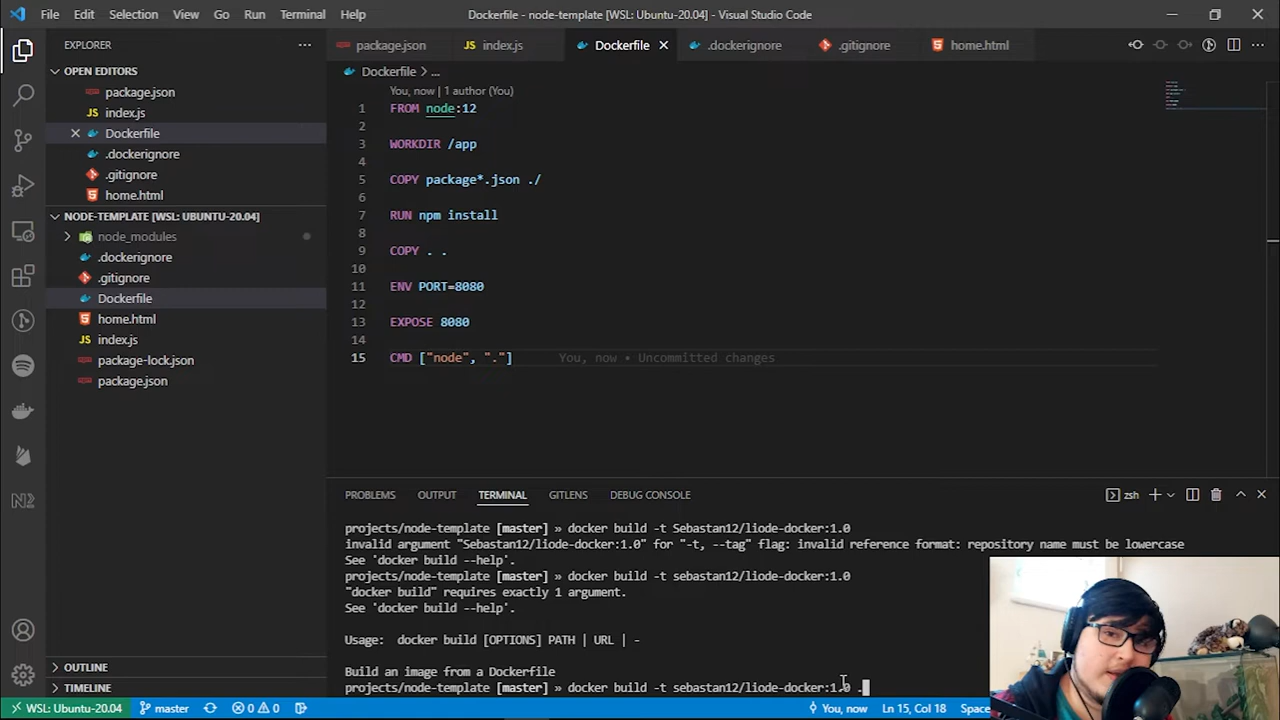 File Edit Selection View Go Run Terminal Help
Dockerfile - node-template [WSL: Ubuntu-20.04] - Visual Studio Code
EXPLORER
OPEN EDITORS
package.json
index.js
Dockerfile
.dockerignore
.gitignore
home.html
NODE-TEMPLATE [WSL: UBUNTU-20.04]
node_modules
.dockerignore
.gitignore
Dockerfile
home.html
index.js
package-lock.json
package.json
OUTLINE
TIMELINE
package.json index.js Dockerfile .dockerignore .gitignore home.html
Dockerfile > ...
You, now | 1 author (You)
1 FROM node:12
2
3 WORKDIR /app
4
5 COPY package*.json ./
6
7 RUN npm install
8
9 COPY . .
10
11 ENV PORT=8080
12
13 EXPOSE 8080
14
15 CMD ["node", "."] You, now • Uncommitted changes
PROBLEMS OUTPUT TERMINAL GITLENS DEBUG CONSOLE
zsh
projects/node-template [master] » docker build -t Sebastan12/liode-docker:1.0
invalid argument "Sebastan12/liode-docker:1.0" for "-t, --tag" flag: invalid reference format: repository name must be lowercase
See 'docker build --help'.
projects/node-template [master] » docker build -t sebastan12/liode-docker:1.0
"docker build" requires exactly 1 argument.
See 'docker build --help'.
Usage: docker build [OPTIONS] PATH | URL | -
Build an image from a Dockerfile
projects/node-template [master] » docker build -t sebastan12/liode-docker:1.0 .
WSL: Ubuntu-20.04 master 0 0 You, now Ln 15, Col 18